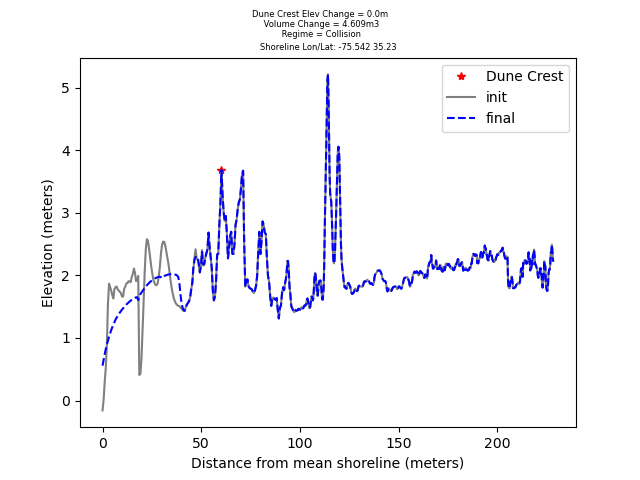 Dune Crest Elev Change = 0.0m
Volume Change = 4.609m3
Regime = Collision
Shoreline Lon/Lat: -75.542 35.23
Dune Crest
init
final
5
4
3
2
1
0
Elevation (meters)
0
50
100
150
200
Distance from mean shoreline (meters)